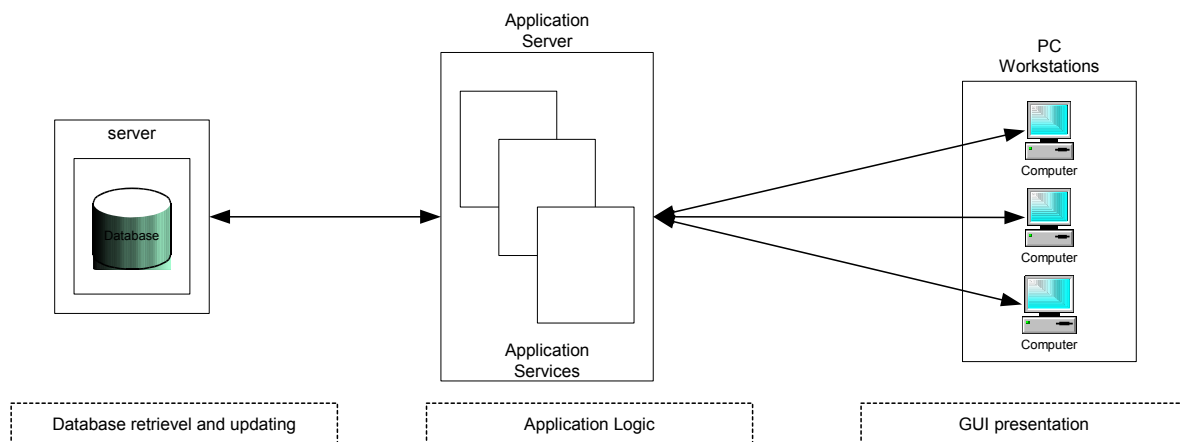 Application
Server
PC
Workstations
server
Database
Computer
Computer
Computer
Application
Services
Database retrievel and updating
Application Logic
GUI presentation